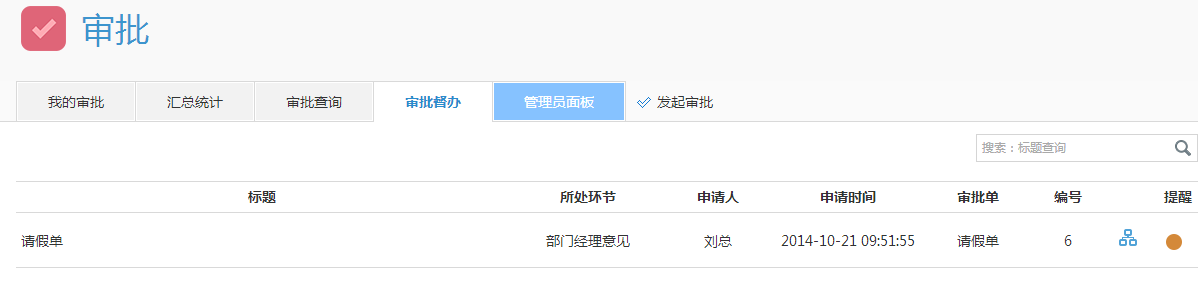 审批
我的审批 汇总统计 审批查询 审批督办 管理员面板 发起审批
搜索：标题查询
标题 所处环节 申请人 申请时间 审批单 编号 提醒
请假单 部门经理意见 刘总 2014-10-21 09:51:55 请假单 6